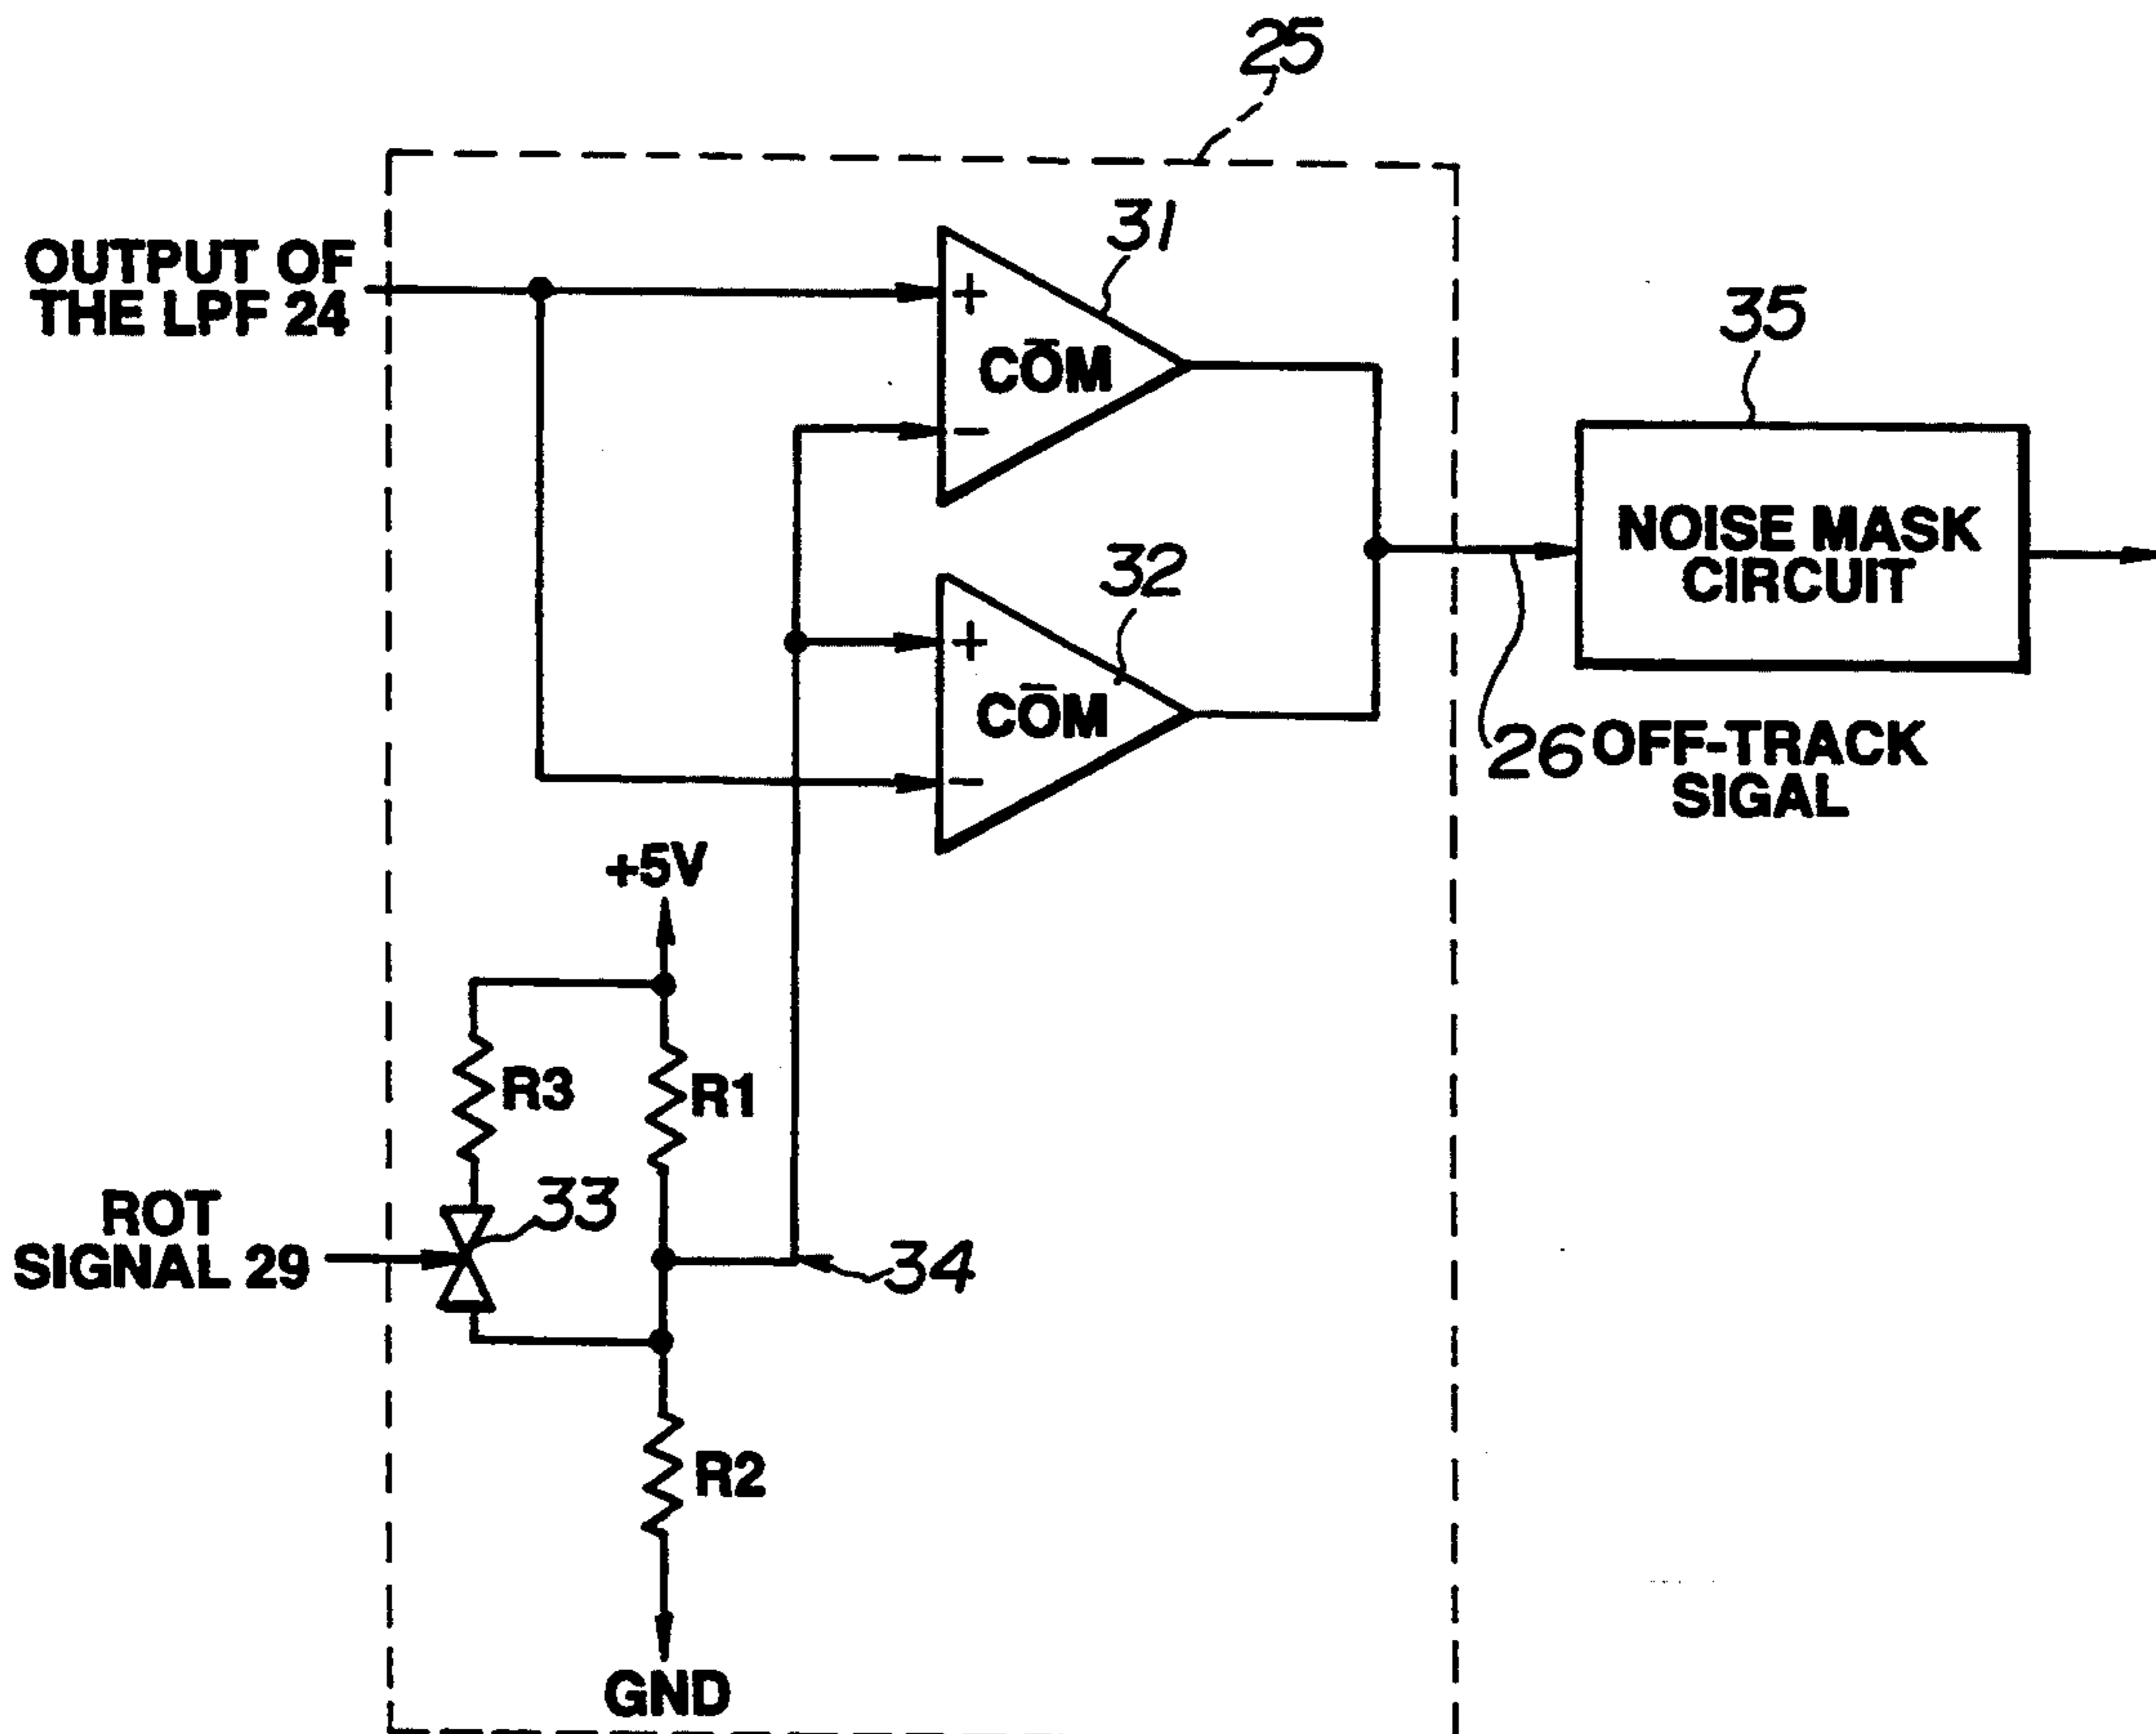 25
OUTPUT OF
THE LPF 24
31
+
CŌM
-
35
NOISE MASK
CIRCUIT
32
+
CŌM
-
26 OFF-TRACK
SIGAL
+5V
R3
R1
33
ROT
SIGNAL 29
34
R2
GND